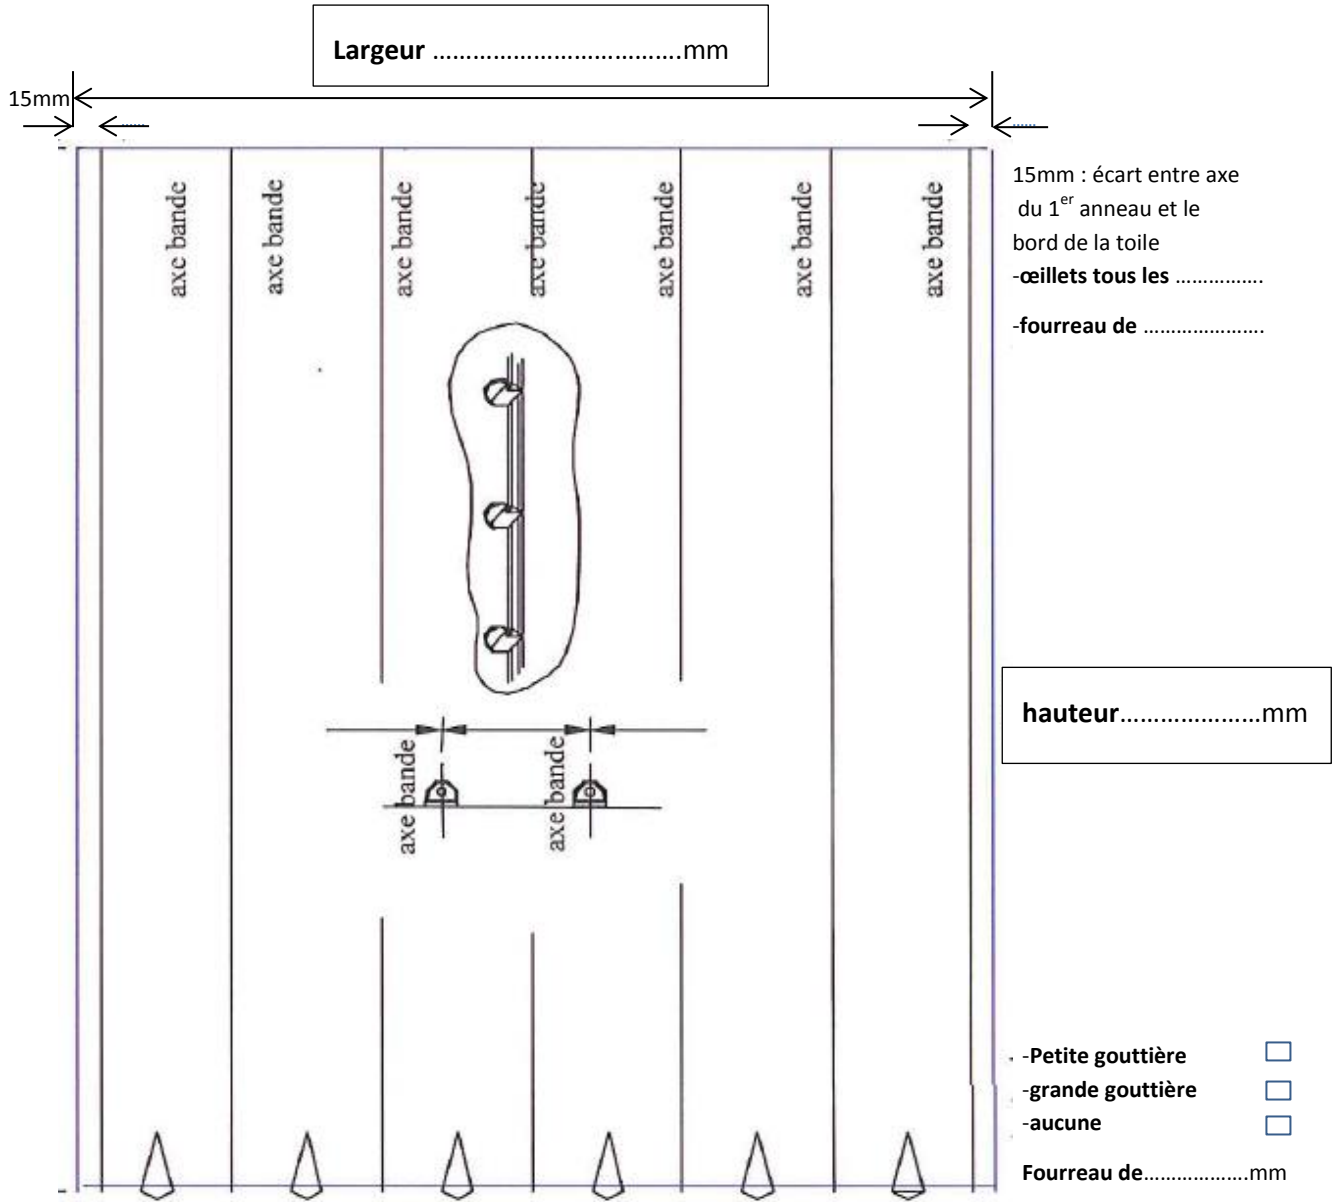 Largeur ……………………………….mm
15mm
15mm : écart entre axe
du 1er anneau et le
bord de la toile
-œillets tous les …………….
-fourreau de ………………….
axe bande
axe bande
axe bande
axe bande
axe bande
axe bande
axe bande
hauteur…………………mm
axe bande
axe bande
-Petite gouttière
-grande gouttière
-aucune
Fourreau de……………….mm